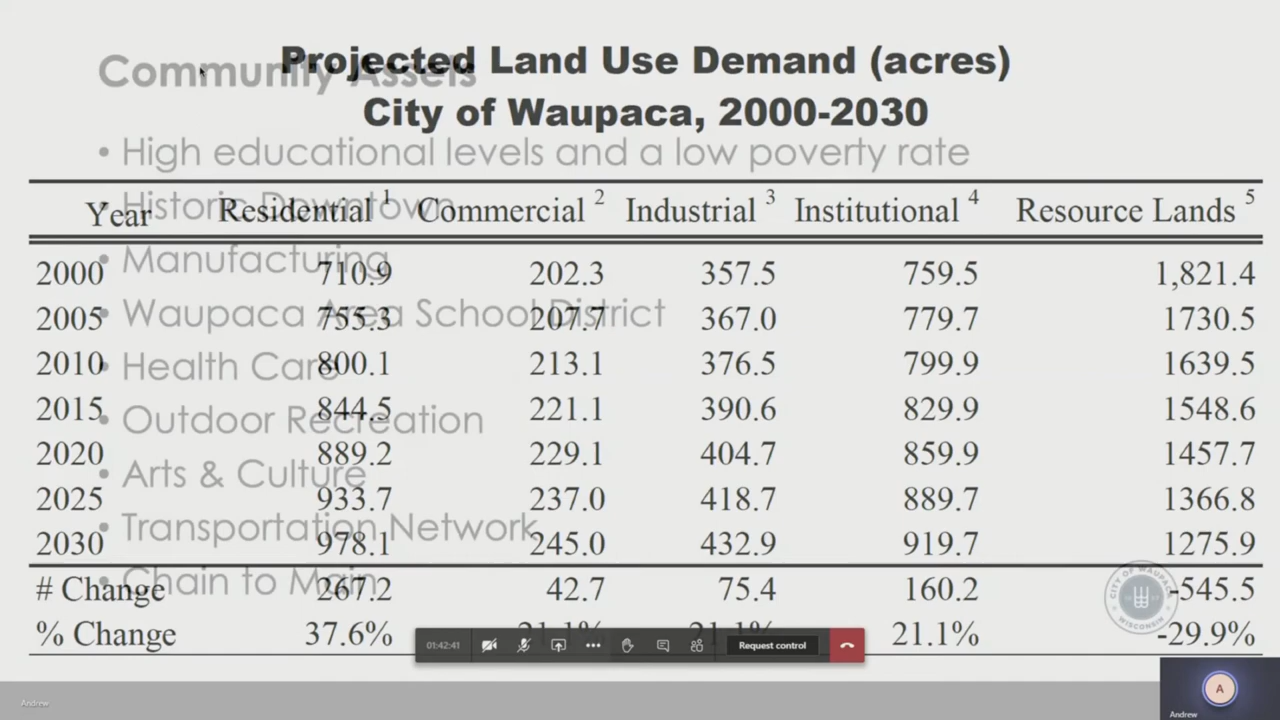 Projected Land Use Demand (acres)
City of Waupaca, 2000-2030
Year Residential 1 Commercial 2 Industrial 3 Institutional 4 Resource Lands 5
2000 710.9 202.3 357.5 759.5 1,821.4
2005 755.3 207.7 367.0 779.7 1730.5
2010 800.1 213.1 376.5 799.9 1639.5
2015 844.5 221.1 390.6 829.9 1548.6
2020 889.2 229.1 404.7 859.9 1457.7
2025 933.7 237.0 418.7 889.7 1366.8
2030 978.1 245.0 432.9 919.7 1275.9
# Change 267.2 42.7 75.4 160.2 -545.5
% Change 37.6% 21.1% 21.1% 21.1% -29.9%
Community Assets
• High educational levels and a low poverty rate
• Historic Downtown
• Manufacturing
• Waupaca Area School District
• Health Care
• Outdoor Recreation
• Arts & Culture
• Transportation Network
• Chain to Main
CITY OF WAUPACA
WISCONSIN
01:42:41
Request control
A
Andrew
Andrew